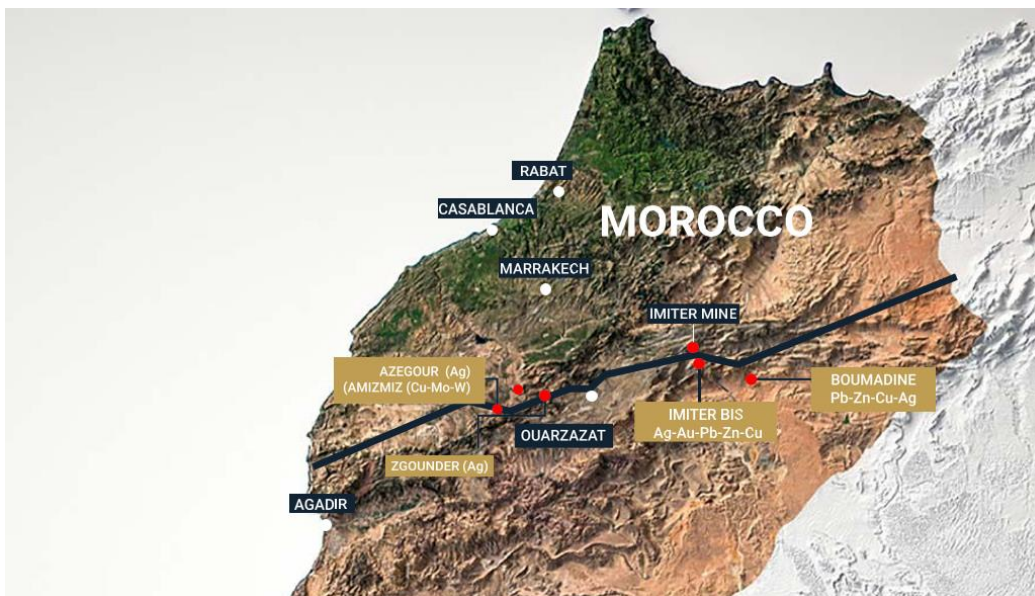 RABAT
CASABLANCA
MOROCCO
MARRAKECH
IMITER MINE
AZEGOUR (Ag)
(AMIZMIZ (Cu-Mo-W)
BOUMADINE
Pb-Zn-Cu-Ag
IMITER BIS
Ag-Au-Pb-Zn-Cu
OUARZAZAT
ZGOUNDER (Ag)
AGADIR